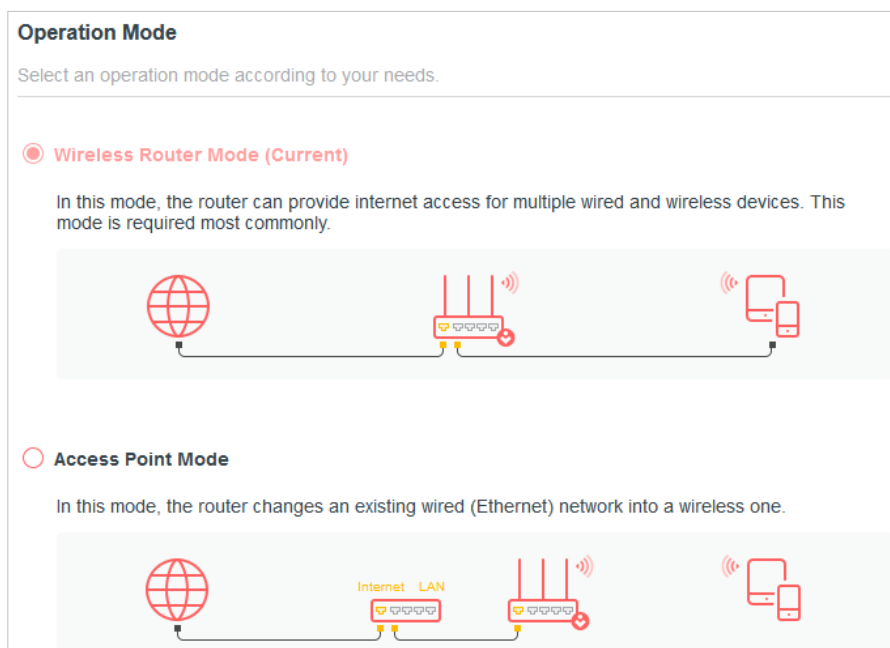 Operation Mode
Select an operation mode according to your needs.
Wireless Router Mode (Current)
In this mode, the router can provide internet access for multiple wired and wireless devices. This
mode is required most commonly.
Access Point Mode
In this mode, the router changes an existing wired (Ethernet) network into a wireless one.
Internet LAN